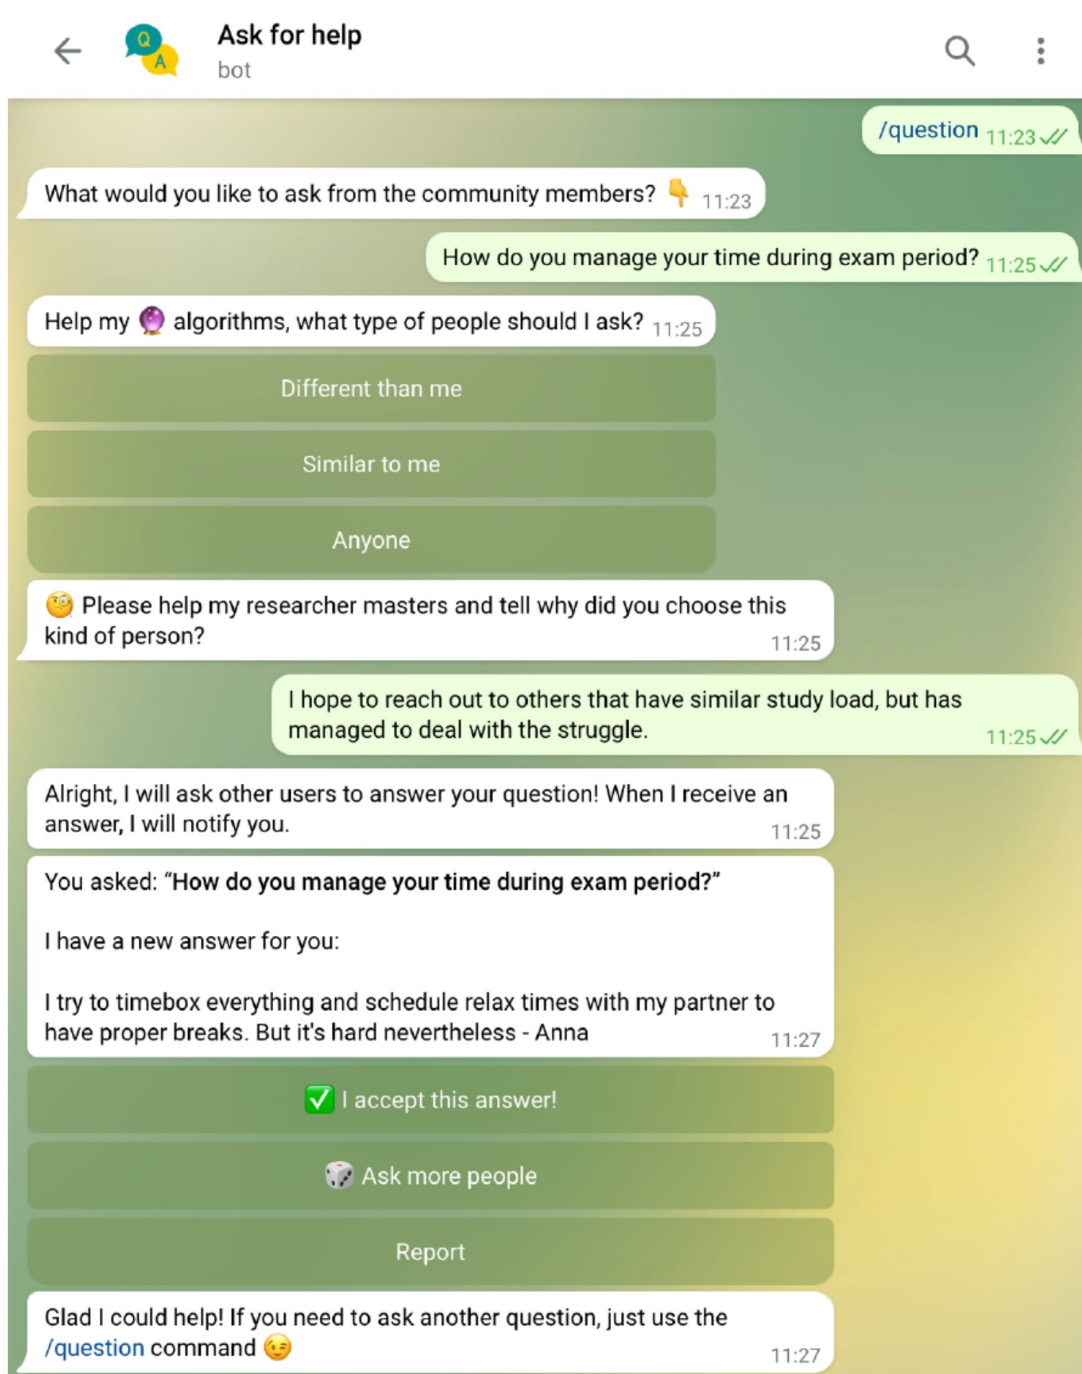 Q
A
Ask for help
bot
/question 11:23
What would you like to ask from the community members? 👇 11:23
How do you manage your time during exam period? 11:25
Help my 🔮 algorithms, what type of people should I ask? 11:25
Different than me
Similar to me
Anyone
🧐 Please help my researcher masters and tell why did you choose this
kind of person? 11:25
I hope to reach out to others that have similar study load, but has
managed to deal with the struggle. 11:25
Alright, I will ask other users to answer your question! When I receive an
answer, I will notify you. 11:25
You asked: “How do you manage your time during exam period?”
I have a new answer for you:
I try to timebox everything and schedule relax times with my partner to
have proper breaks. But it's hard nevertheless - Anna 11:27
✅ I accept this answer!
🎲 Ask more people
Report
Glad I could help! If you need to ask another question, just use the
/question command 😉 11:27